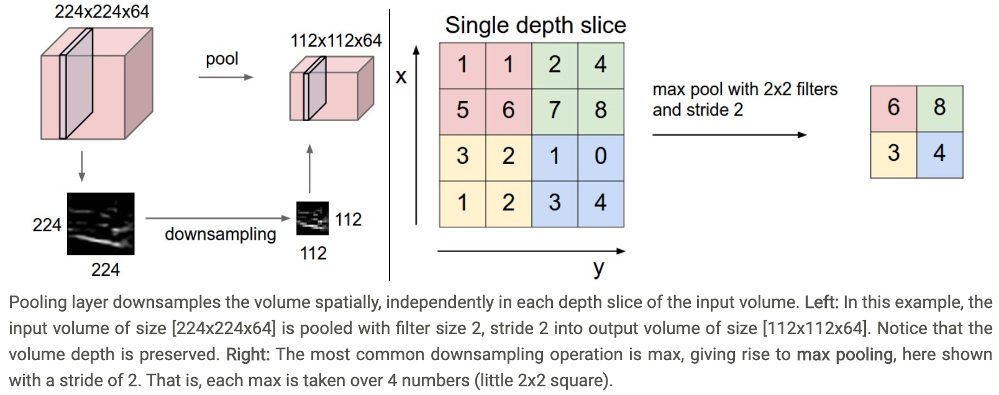 224x224x64
pool
112x112x64
224
224
downsampling
112
112
Single depth slice
x
1 1 2 4
5 6 7 8
3 2 1 0
1 2 3 4
y
max pool with 2x2 filters
and stride 2
6 8
3 4
Pooling layer downsamples the volume spatially, independently in each depth slice of the input volume. Left: In this example, the
input volume of size [224x224x64] is pooled with filter size 2, stride 2 into output volume of size [112x112x64]. Notice that the
volume depth is preserved. Right: The most common downsampling operation is max, giving rise to max pooling, here shown
with a stride of 2. That is, each max is taken over 4 numbers (little 2x2 square).